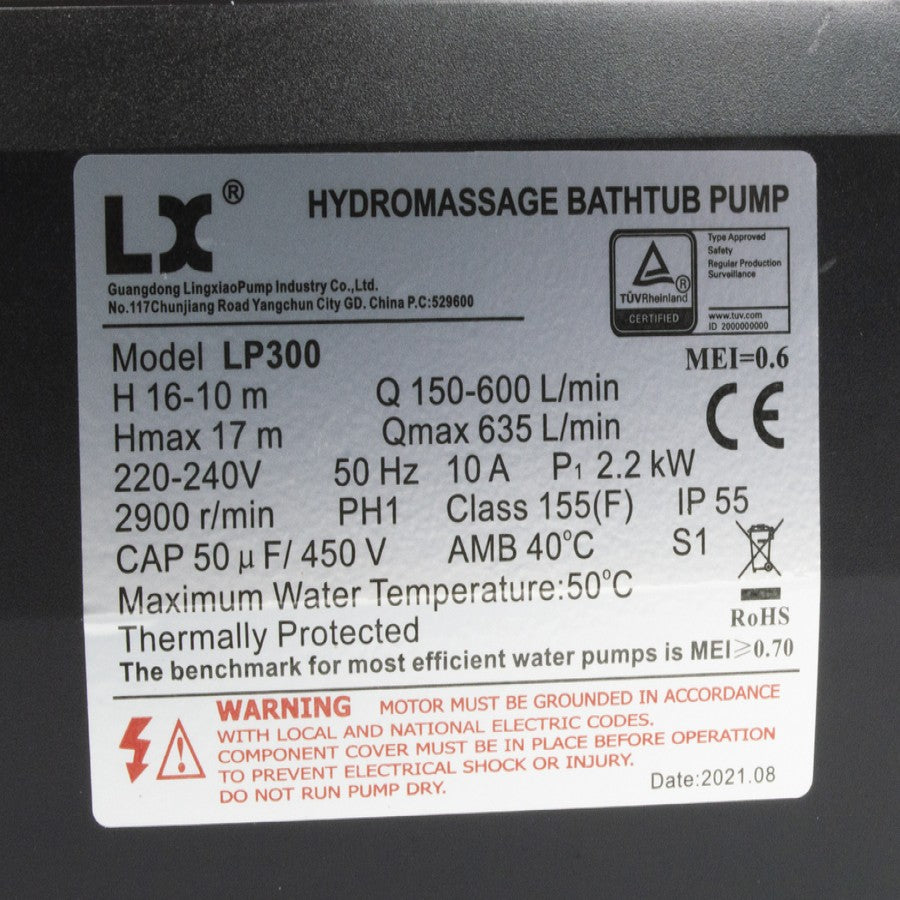 LX®
HYDROMASSAGE BATHTUB PUMP
Guangdong LingxiaoPump Industry Co.,Ltd.
No.117Chunjiang Road Yangchun City GD. China P.C:529600
TÜVRheinland
CERTIFIED
Type Approved
Safety
Regular Production
Surveillance
www.tuv.com
ID 2000000000
Model LP300
MEI=0.6
H 16-10 m Q 150-600 L/min
Hmax 17 m Qmax 635 L/min
CE
220-240V 50 Hz 10 A P1 2.2 kW
2900 r/min PH1 Class 155(F) IP 55
CAP 50 μF/ 450 V AMB 40°C S1
Maximum Water Temperature:50°C
RoHS
Thermally Protected
The benchmark for most efficient water pumps is MEI≥0.70
WARNING MOTOR MUST BE GROUNDED IN ACCORDANCE
WITH LOCAL AND NATIONAL ELECTRIC CODES.
COMPONENT COVER MUST BE IN PLACE BEFORE OPERATION
TO PREVENT ELECTRICAL SHOCK OR INJURY.
DO NOT RUN PUMP DRY.
Date:2021.08